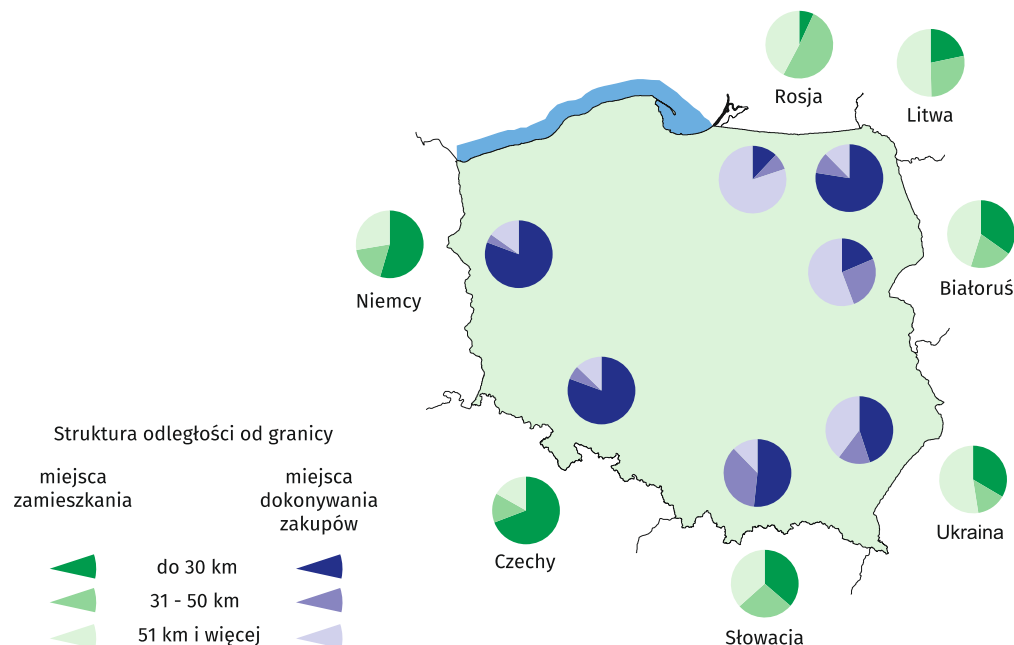 Rosja
Litwa
Białoruś
Niemcy
Struktura odległości od granicy
miejsca
zamieszkania
miejsca
dokonywania
zakupów
do 30 km
31 - 50 km
51 km i więcej
Czechy
Ukraina
Słowacja